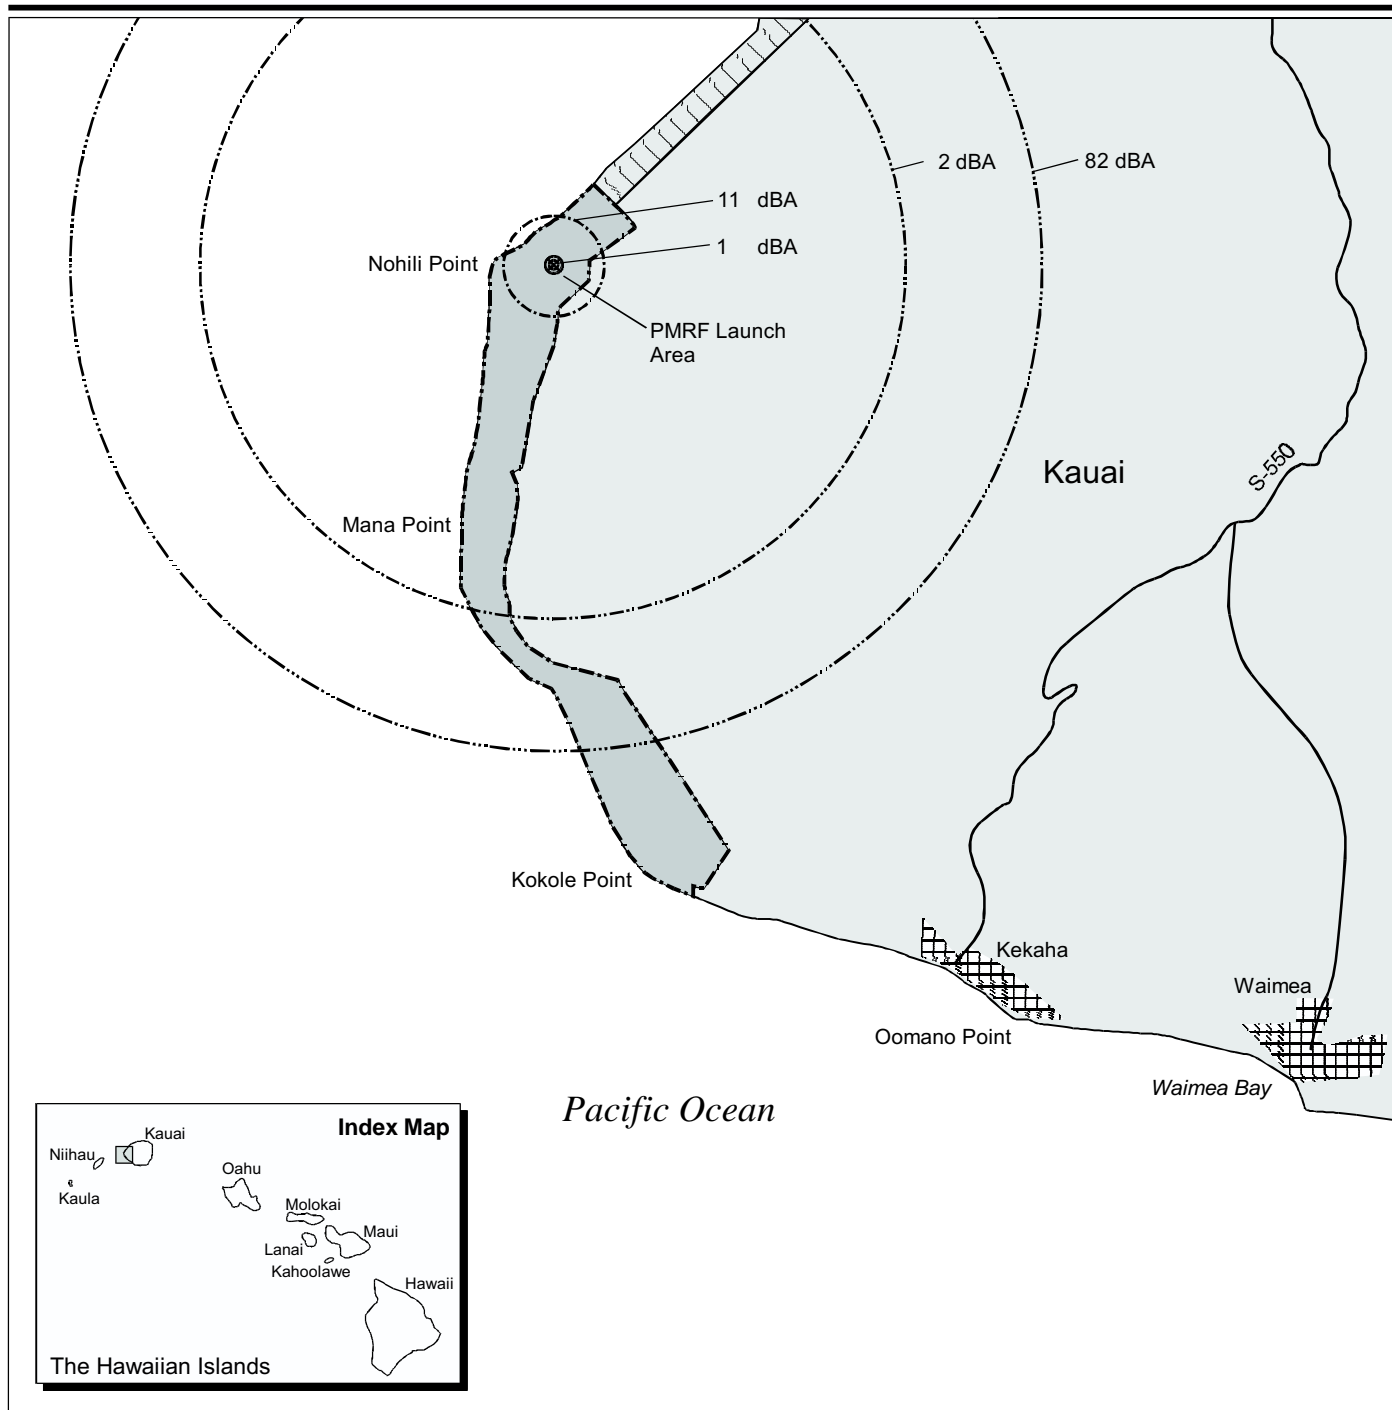 2 dBA
82 dBA
11 dBA
1 dBA
Nohili Point
PMRF Launch
Area
Kauai
S-550
Mana Point
Kokole Point
Kekaha
Waimea
Oomano Point
Waimea Bay
Pacific Ocean
Index Map
Kauai
Niihau
Oahu
Kaula
Molokai
Maui
Lanai
Kahoolawe
Hawaii
The Hawaiian Islands